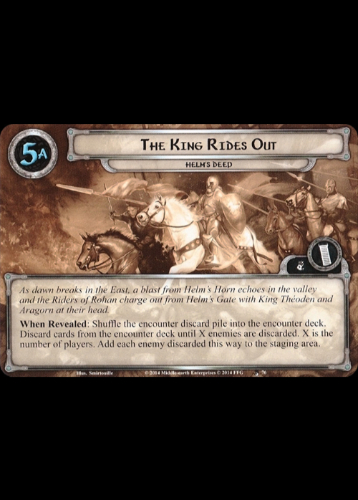 5A
THE KING RIDES OUT
HELM'S DEEP
As dawn breaks in the East, a blast from Helm's Horn echoes in the valley
and the Riders of Rohan charge out from Helm's Gate with King Théoden and
Aragorn at their head.
When Revealed: Shuffle the encounter discard pile into the encounter deck.
Discard cards from the encounter deck until X enemies are discarded. X is the
number of players. Add each enemy discarded this way to the staging area.
Illus. Smirtouille
©2014 Middle-earth Enterprises ©2014 FFG